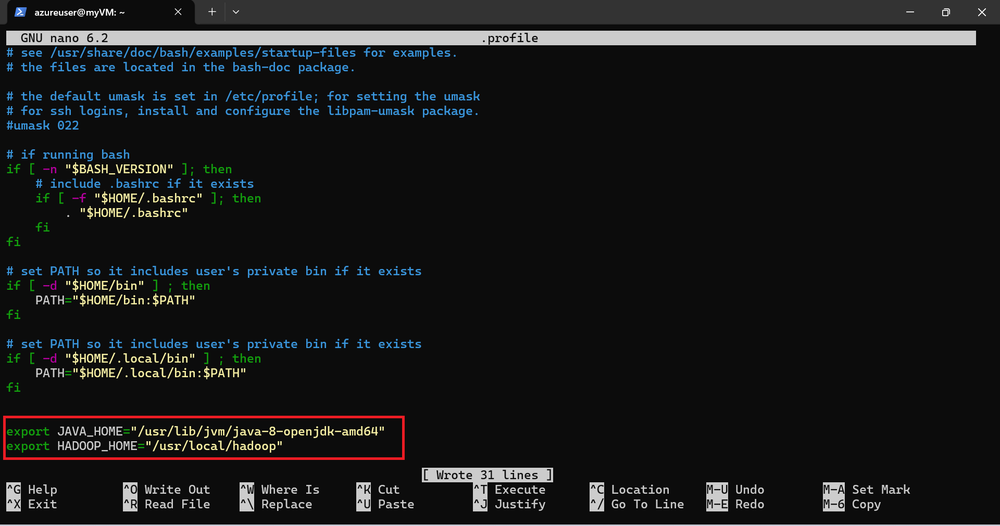 azureuser@myVM: ~
GNU nano 6.2 .profile
# see /usr/share/doc/bash/examples/startup-files for examples.
# the files are located in the bash-doc package.

# the default umask is set in /etc/profile; for setting the umask
# for ssh logins, install and configure the libpam-umask package.
#umask 022

# if running bash
if [ -n "$BASH_VERSION" ]; then
    # include .bashrc if it exists
    if [ -f "$HOME/.bashrc" ]; then
        . "$HOME/.bashrc"
    fi
fi

# set PATH so it includes user's private bin if it exists
if [ -d "$HOME/bin" ] ; then
    PATH="$HOME/bin:$PATH"
fi

# set PATH so it includes user's private bin if it exists
if [ -d "$HOME/.local/bin" ] ; then
    PATH="$HOME/.local/bin:$PATH"
fi

export JAVA_HOME="/usr/lib/jvm/java-8-openjdk-amd64"
export HADOOP_HOME="/usr/local/hadoop"

[ Wrote 31 lines ]
^G Help ^O Write Out ^W Where Is ^K Cut ^T Execute ^C Location M-U Undo M-A Set Mark
^X Exit ^R Read File ^\ Replace ^U Paste ^J Justify ^/ Go To Line M-E Redo M-6 Copy